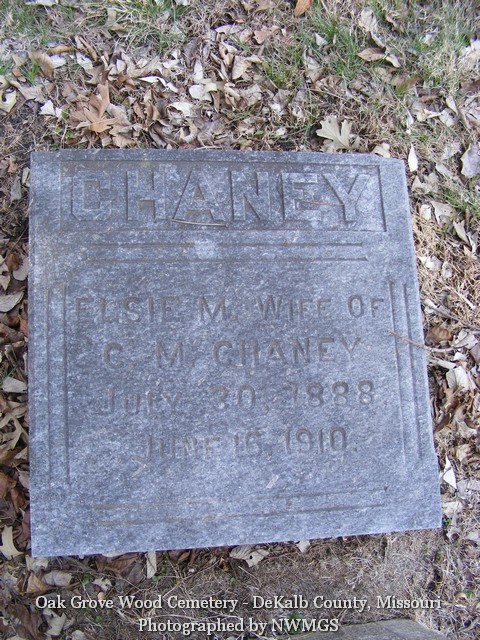 CHANEY
ELSIE M. WIFE OF
C. M. CHANEY
JULY 30, 1888
JUNE 16, 1910.
Oak Grove Wood Cemetery - DeKalb County, Missouri
Photographed by NWMGS